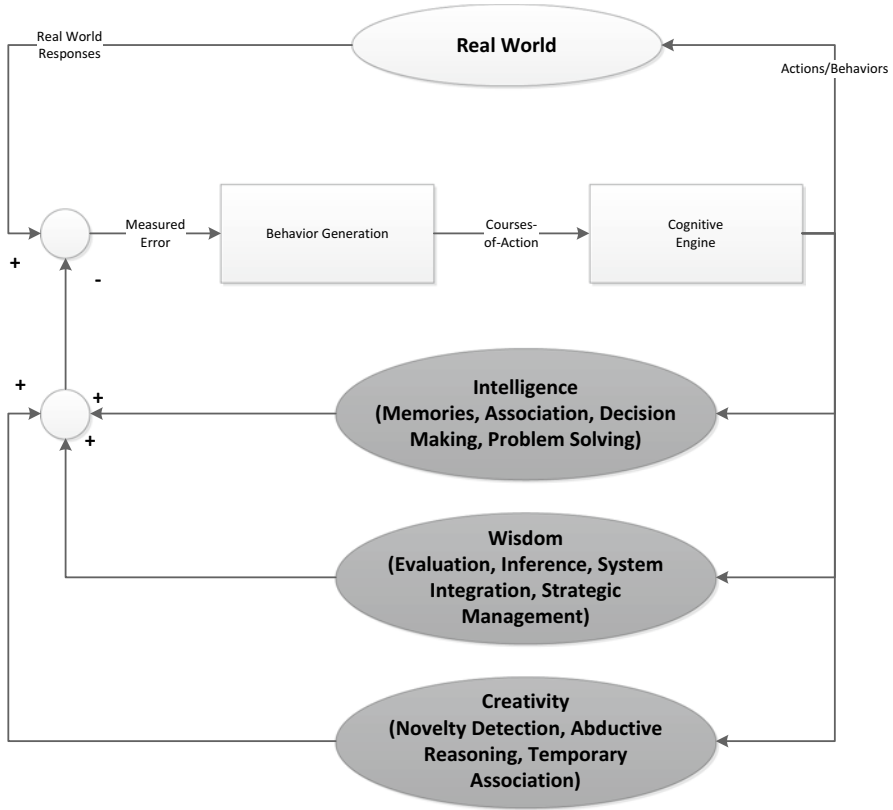 Real World
Responses
Real World
Actions/Behaviors
Measured
Error
Behavior Generation
Courses-
of-Action
Cognitive
Engine
+
-
+
+
+
Intelligence
(Memories, Association, Decision
Making, Problem Solving)
Wisdom
(Evaluation, Inference, System
Integration, Strategic
Management)
Creativity
(Novelty Detection, Abductive
Reasoning, Temporary
Association)